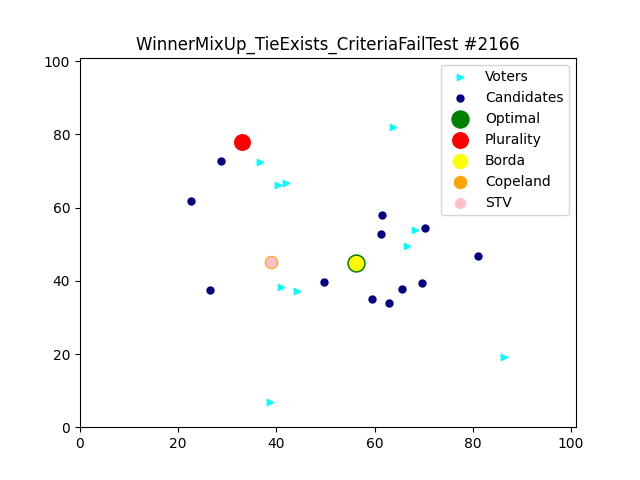 WinnerMixUp_TieExists_CriteriaFailTest #2166
Voters
Candidates
Optimal
Plurality
Borda
Copeland
STV
100
80
60
40
20
0
0 20 40 60 80 100